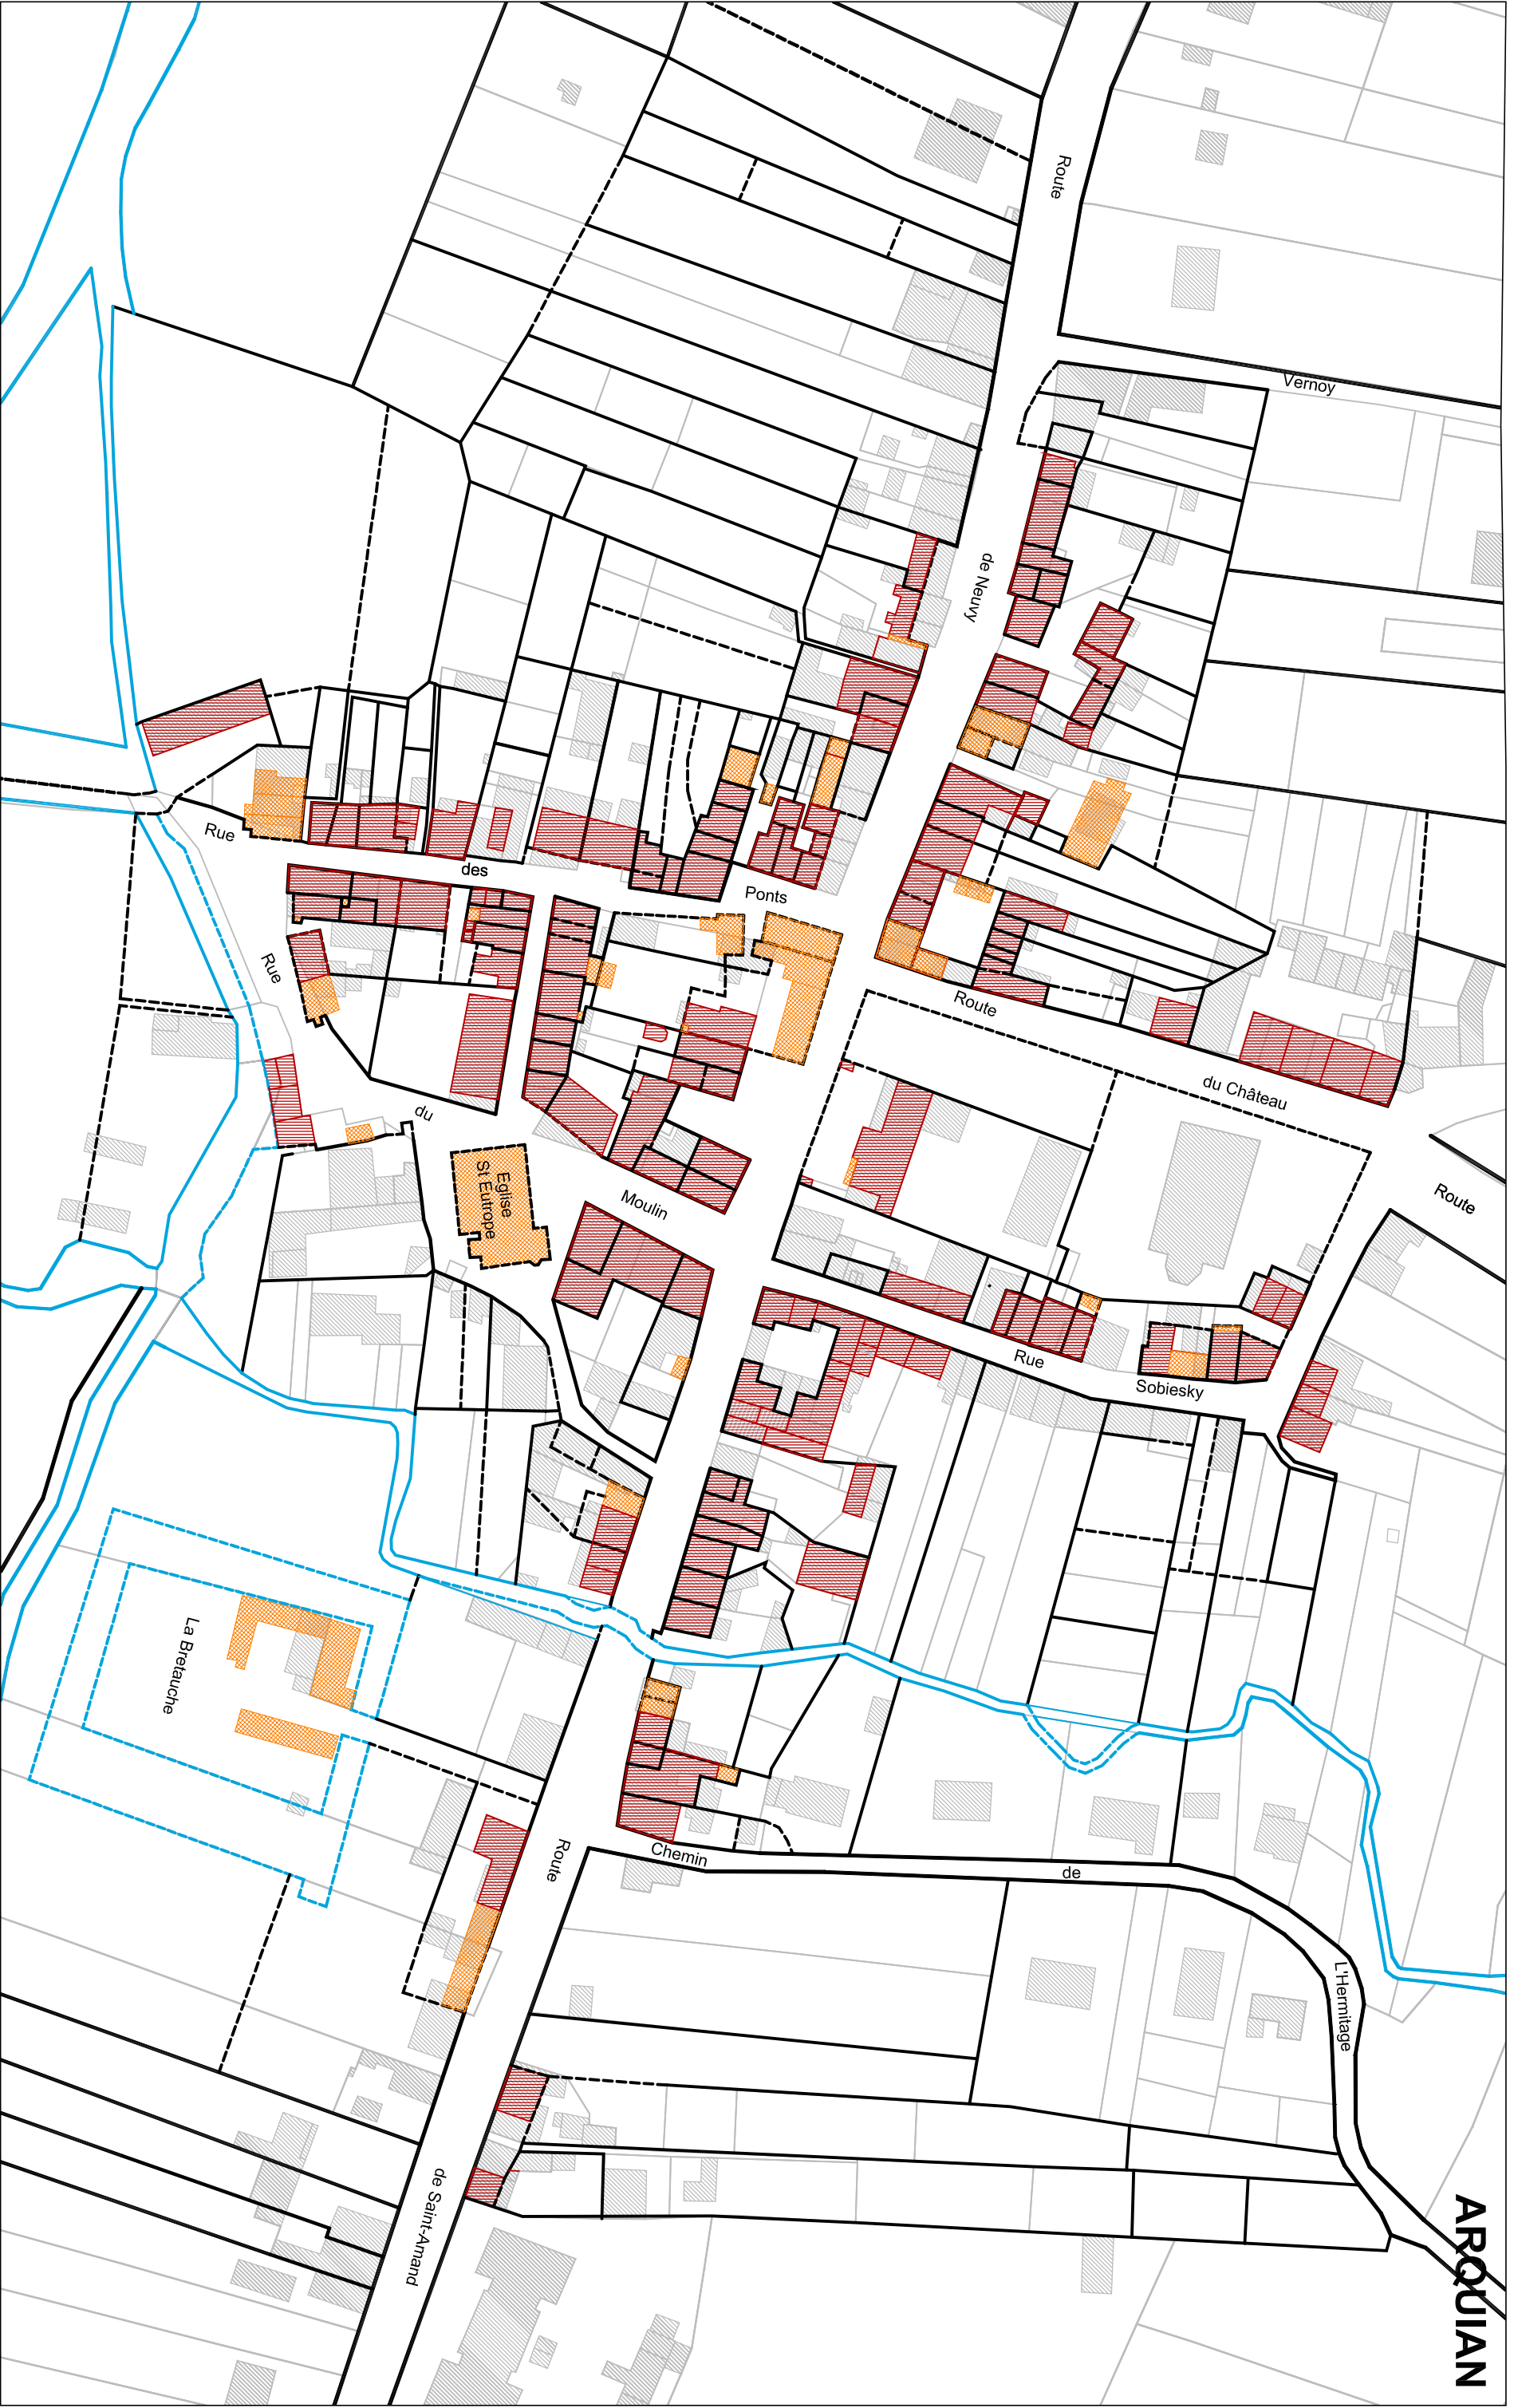 Route
Vernoy
de Neuvy
Rue
des
Ponts
Rue
Route
du Château
du
Route
Eglise
St Eutrope
Moulin
Rue
Sobiesky
La Bretauche
Route
Chemin
de
L'Hermitage
de Saint-Amand
ARQUIAN